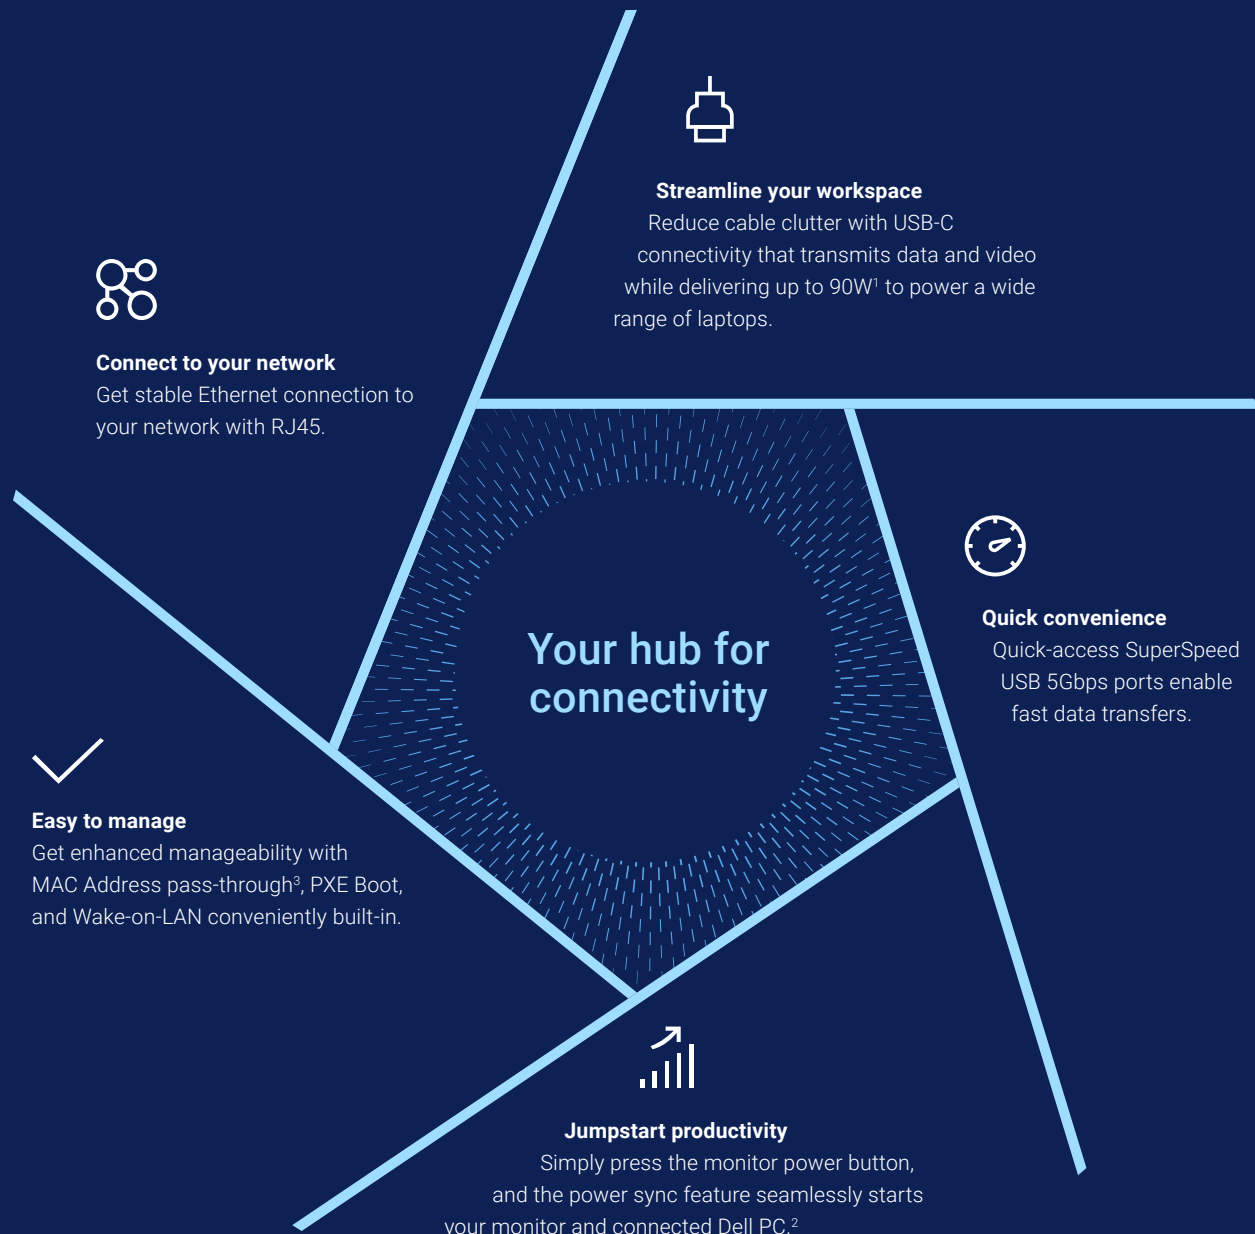 Streamline your workspace
Reduce cable clutter with USB-C
connectivity that transmits data and video
while delivering up to 90W¹ to power a wide
range of laptops.
Connect to your network
Get stable Ethernet connection to
your network with RJ45.
Your hub for
connectivity
Quick convenience
Quick-access SuperSpeed
USB 5Gbps ports enable
fast data transfers.
Easy to manage
Get enhanced manageability with
MAC Address pass-through³, PXE Boot,
and Wake-on-LAN conveniently built-in.
Jumpstart productivity
Simply press the monitor power button,
and the power sync feature seamlessly starts
your monitor and connected Dell PC.²